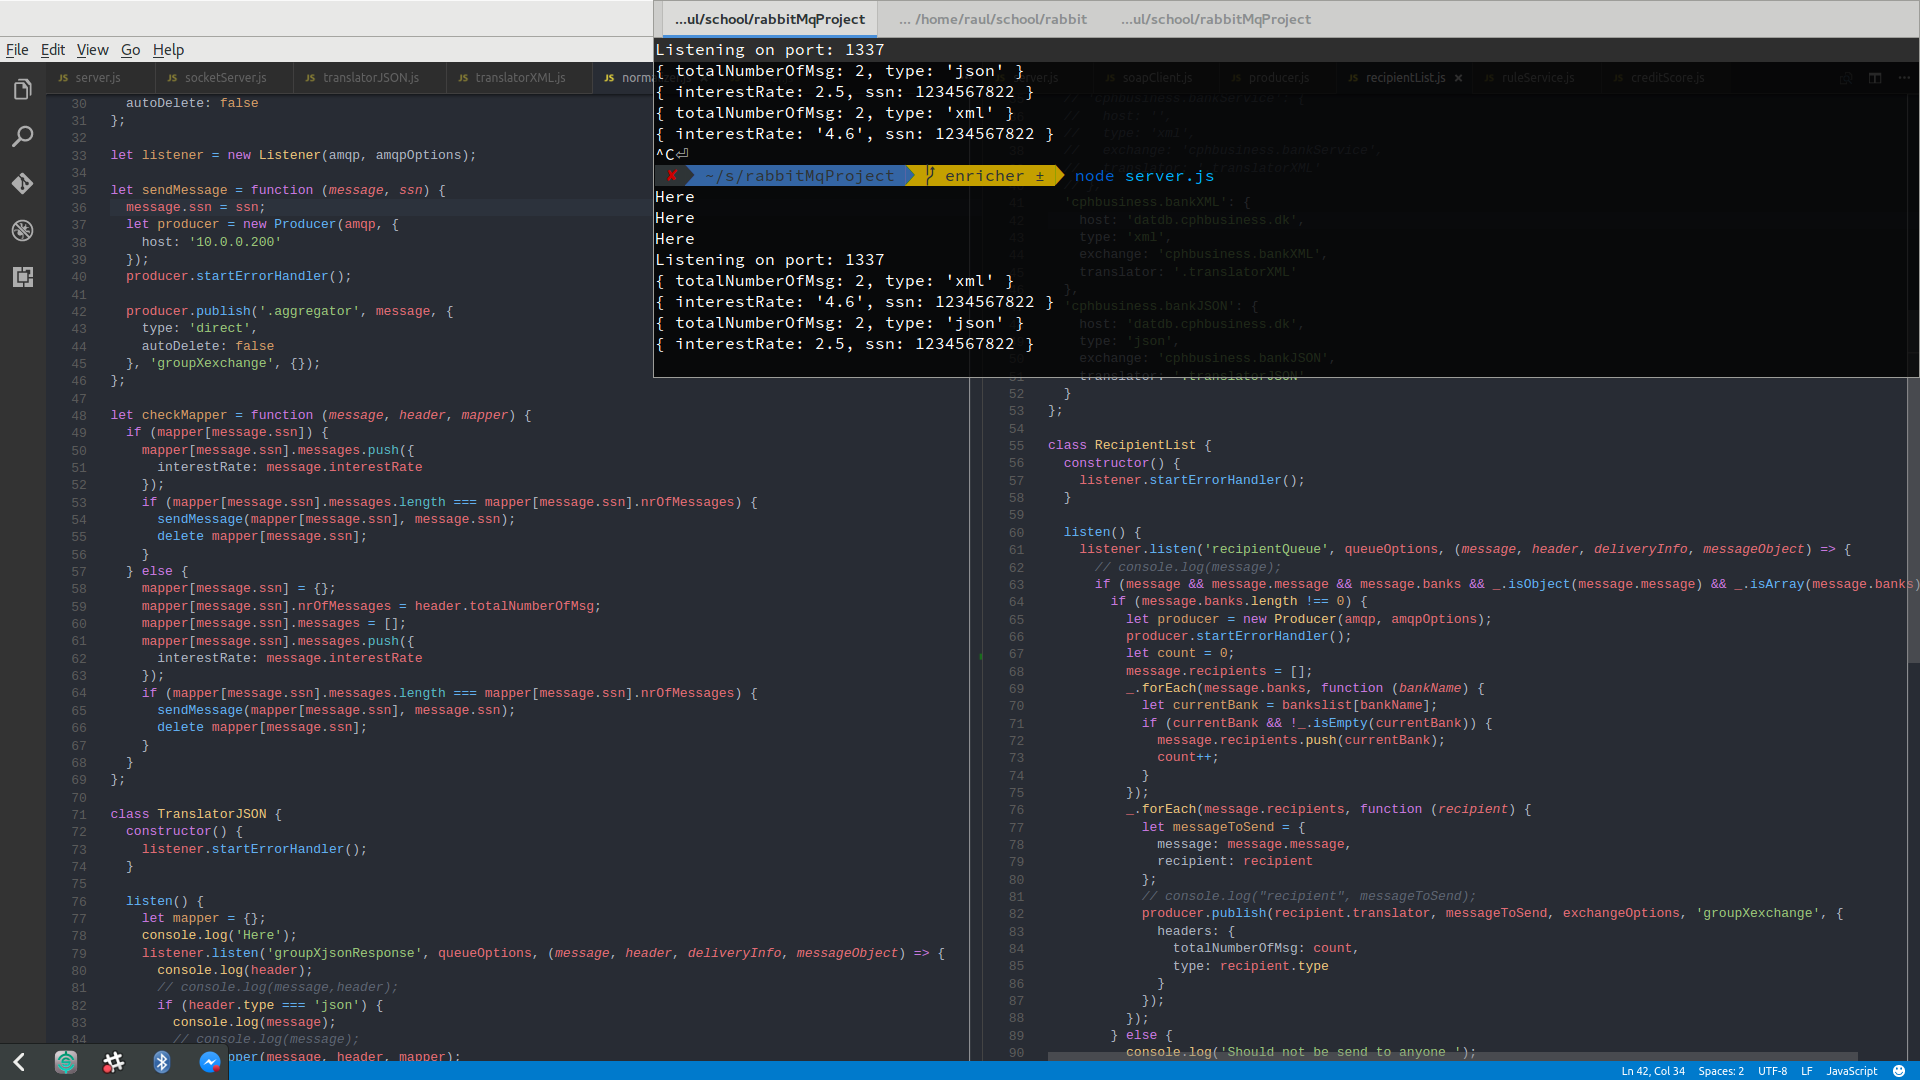 ...ul/school/rabbitMqProject
... /home/raul/school/rabbit
...ul/school/rabbitMqProject
File Edit View Go Help
Listening on port: 1337
{ totalNumberOfMsg: 2, type: 'json' }
{ interestRate: 2.5, ssn: 1234567822 }
{ totalNumberOfMsg: 2, type: 'xml' }
{ interestRate: '4.6', ssn: 1234567822 }
^C⏎
✘ ~/s/rabbitMqProject enricher ± node server.js
Here
Here
Here
Listening on port: 1337
{ totalNumberOfMsg: 2, type: 'xml' }
{ interestRate: '4.6', ssn: 1234567822 }
{ totalNumberOfMsg: 2, type: 'json' }
{ interestRate: 2.5, ssn: 1234567822 }
JS server.js
JS socketServer.js
JS translatorJSON.js
JS translatorXML.js
JS
30 autoDelete: false
31 };
32
33 let listener = new Listener(amqp, amqpOptions);
34
35 let sendMessage = function (message, ssn) {
36 message.ssn = ssn;
37 let producer = new Producer(amqp, {
38 host: '10.0.0.200'
39 });
40 producer.startErrorHandler();
41
42 producer.publish('.aggregator', message, {
43 type: 'direct',
44 autoDelete: false
45 }, 'groupXexchange', {});
46 };
47
48 let checkMapper = function (message, header, mapper) {
49 if (mapper[message.ssn]) {
50 mapper[message.ssn].messages.push({
51 interestRate: message.interestRate
52 });
53 if (mapper[message.ssn].messages.length === mapper[message.ssn].nrOfMessages) {
54 sendMessage(mapper[message.ssn], message.ssn);
55 delete mapper[message.ssn];
56 }
57 } else {
58 mapper[message.ssn] = {};
59 mapper[message.ssn].nrOfMessages = header.totalNumberOfMsg;
60 mapper[message.ssn].messages = [];
61 mapper[message.ssn].messages.push({
62 interestRate: message.interestRate
63 });
64 if (mapper[message.ssn].messages.length === mapper[message.ssn].nrOfMessages) {
65 sendMessage(mapper[message.ssn], message.ssn);
66 delete mapper[message.ssn];
67 }
68 }
69 };
70
71 class TranslatorJSON {
72 constructor() {
73 listener.startErrorHandler();
74 }
75
76 listen() {
77 let mapper = {};
78 console.log('Here');
79 listener.listen('groupXjsonResponse', queueOptions, (message, header, deliveryInfo, messageObject) => {
80 console.log(header);
81 // console.log(message,header);
82 if (header.type === 'json') {
83 console.log(message);
84 // console.log(message);
(message, header, mapper);
JS soapClient.js
JS producer.js
JS recipientList.js ×
JS ruleService.js
JS creditScore.js
// 'cphbusiness.bankService': {
// host: '',
// type: 'xml',
// exchange: 'cphbusiness.bankService',
// translator: '.translatorXML'
41 'cphbusiness.bankXML': {
42 host: 'datdb.cphbusiness.dk',
43 type: 'xml',
44 exchange: 'cphbusiness.bankXML',
45 translator: '.translatorXML'
},
'cphbusiness.bankJSON': {
host: 'datdb.cphbusiness.dk',
type: 'json',
50 exchange: 'cphbusiness.bankJSON',
51 translator: '.translatorJSON'
52 }
53 };
54
55 class RecipientList {
56 constructor() {
57 listener.startErrorHandler();
58 }
59
60 listen() {
61 listener.listen('recipientQueue', queueOptions, (message, header, deliveryInfo, messageObject) => {
62 // console.log(message);
63 if (message && message.message && message.banks && _.isObject(message.message) && _.isArray(message.banks)
64 if (message.banks.length !== 0) {
65 let producer = new Producer(amqp, amqpOptions);
66 producer.startErrorHandler();
67 let count = 0;
68 message.recipients = [];
69 _.forEach(message.banks, function (bankName) {
70 let currentBank = bankslist[bankName];
71 if (currentBank && !_.isEmpty(currentBank)) {
72 message.recipients.push(currentBank);
73 count++;
74 }
75 });
76 _.forEach(message.recipients, function (recipient) {
77 let messageToSend = {
78 message: message.message,
79 recipient: recipient
80 };
81 // console.log("recipient", messageToSend);
82 producer.publish(recipient.translator, messageToSend, exchangeOptions, 'groupXexchange', {
83 headers: {
84 totalNumberOfMsg: count,
85 type: recipient.type
86 }
87 });
88 });
89 } else {
90 console.log('Should not be send to anyone ');
Ln 42, Col 34 Spaces: 2 UTF-8 LF JavaScript